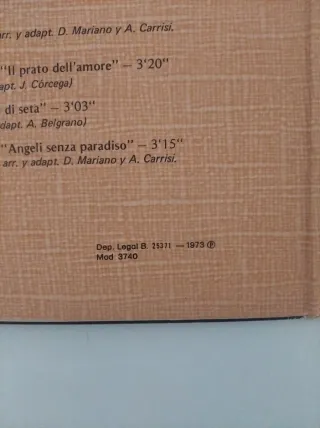 arr. y adapt. D. Mariano y A. Carrisi.
"Il prato dell'amore" — 3'20"
apt. J. Córcega)
di seta" — 3'03"
adapt. A. Belgrano)
"Angeli senza paradiso" — 3'15"
arr. y adapt. D. Mariano y A. Carrisi.
Dep. Legal B. 25371 — 1973 ℗
Mod. 3740